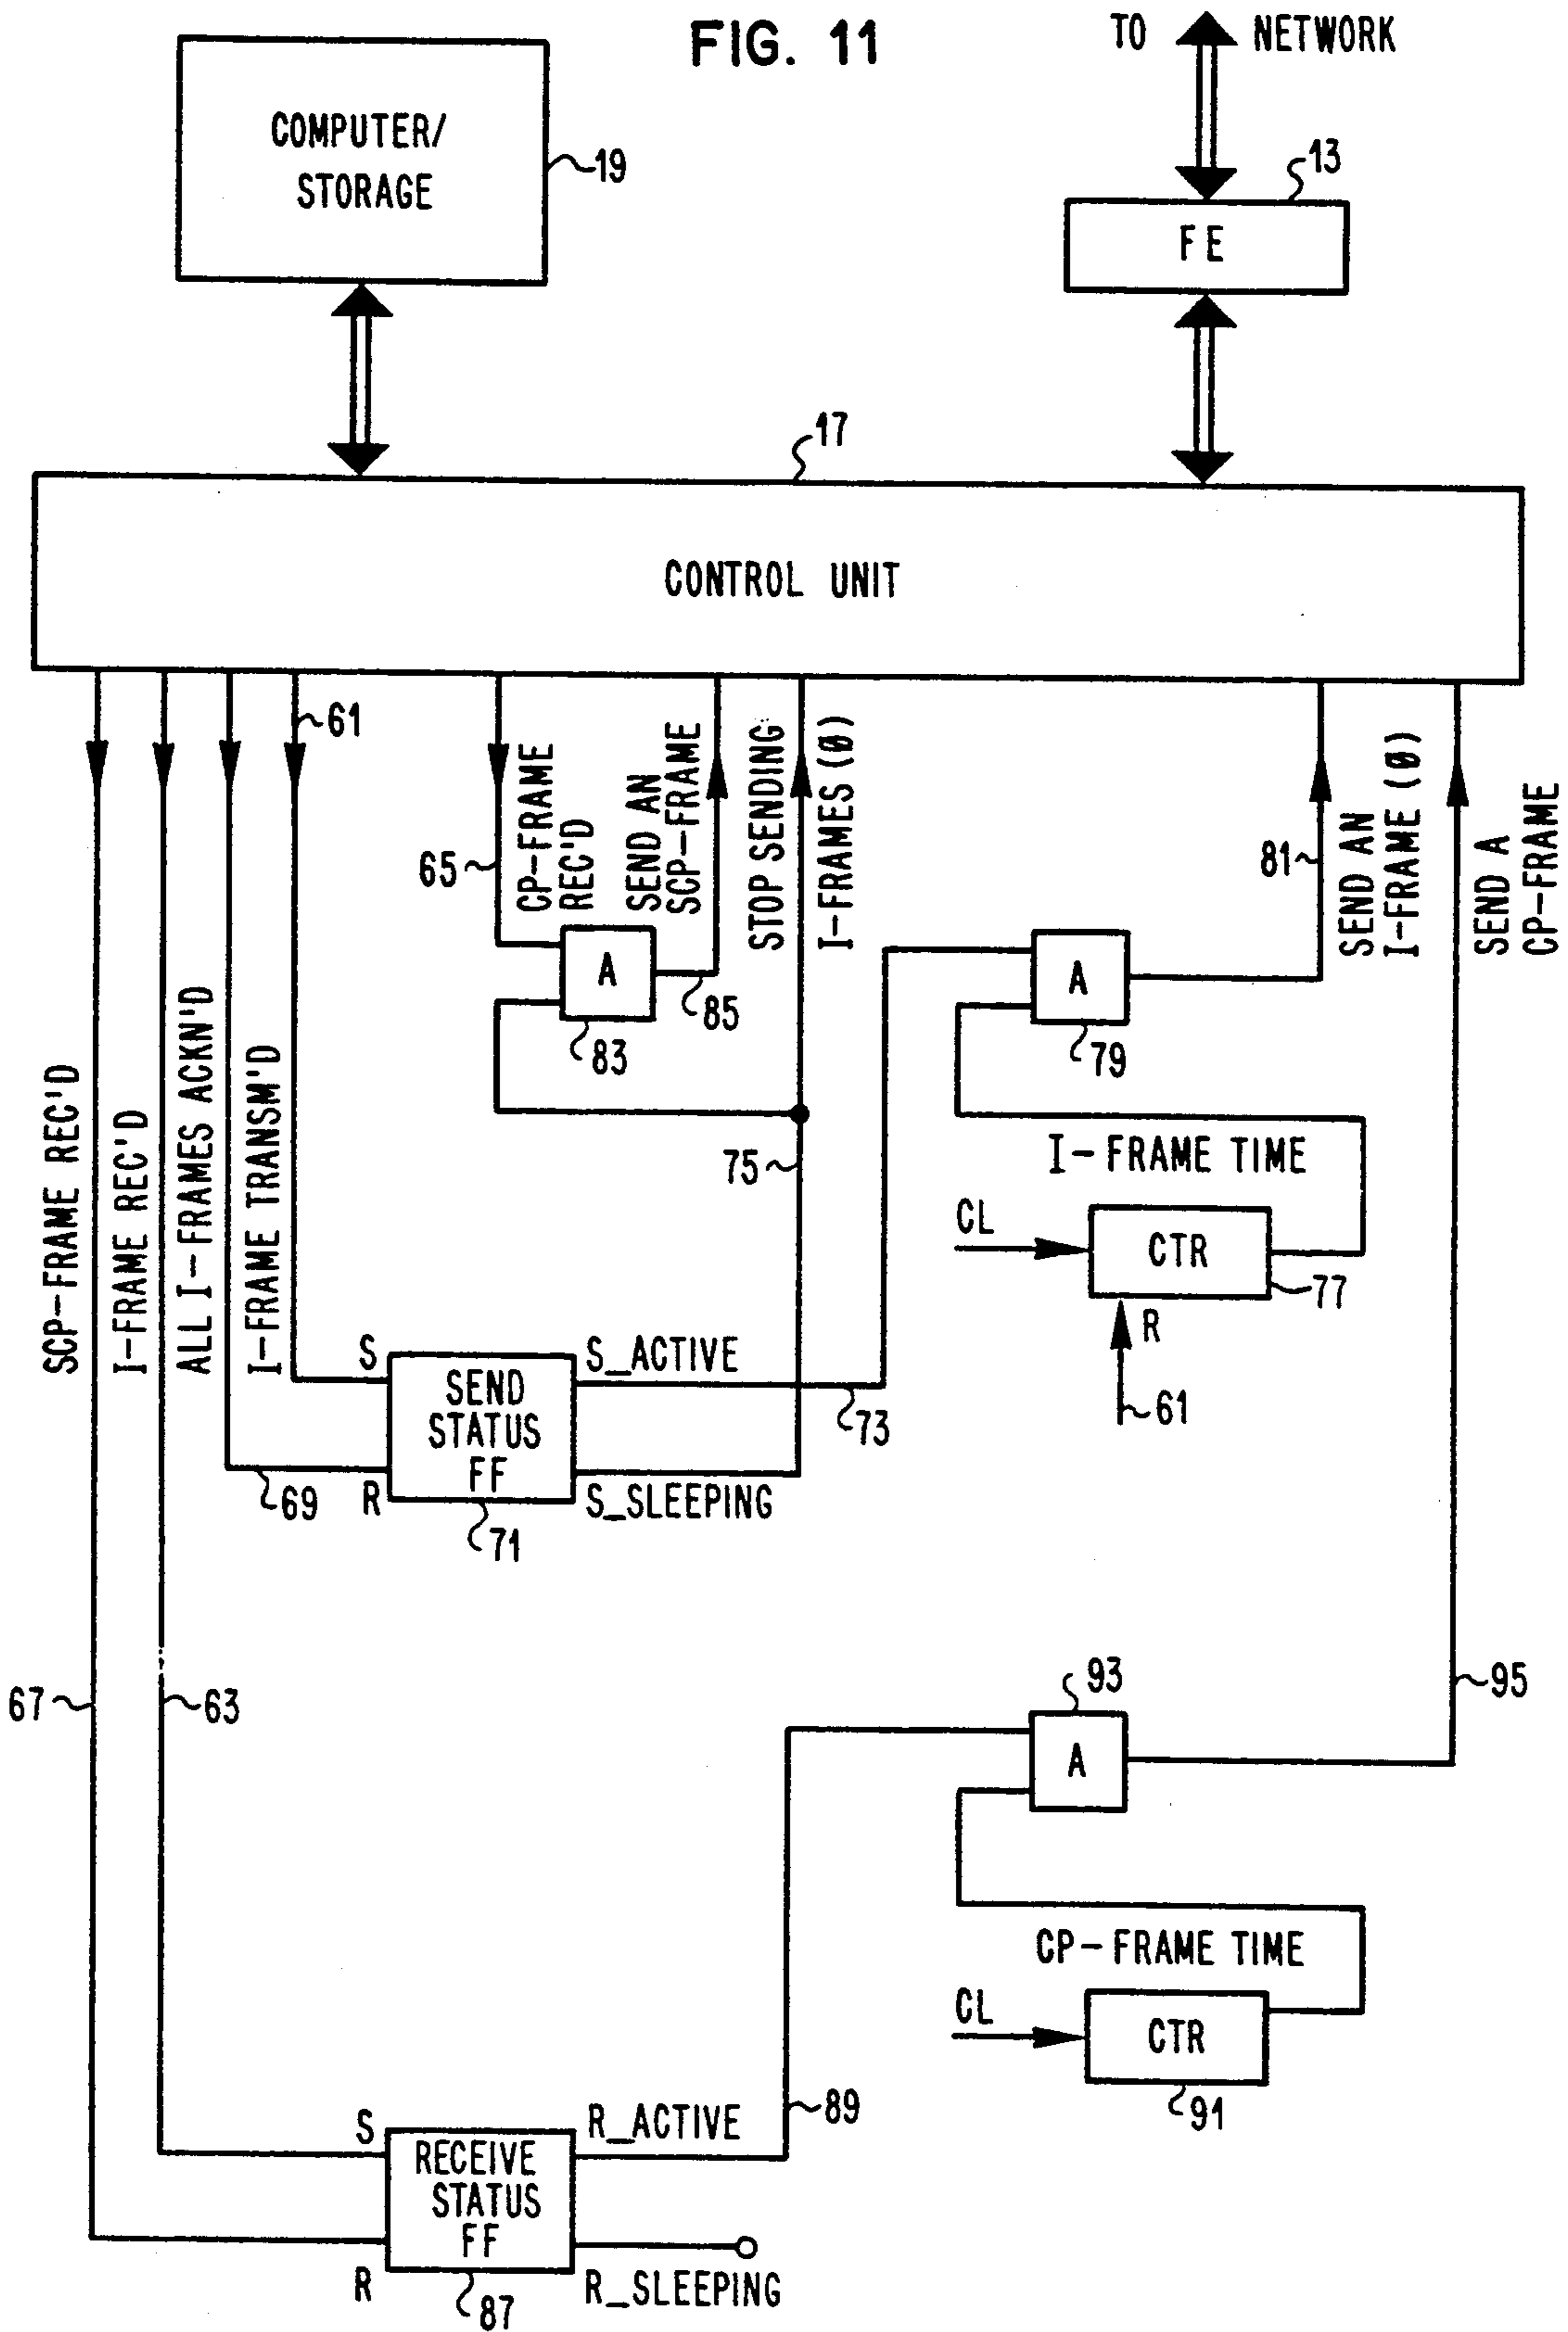 FIG. 11
TO NETWORK
COMPUTER/
STORAGE
19
13
FE
17
CONTROL UNIT
61
65
CP-FRAME
REC'D
SEND AN
SCP-FRAME
STOP SENDING
I-FRAMES (Ø)
81
SEND AN
I-FRAME (Ø)
SEND A
CP-FRAME
A
85
83
A
79
SCP-FRAME REC'D
I-FRAME REC'D
ALL I-FRAMES ACKN'D
I-FRAME TRANSM'D
75
I-FRAME TIME
CL
CTR
77
R
61
S
SEND
STATUS
FF
S_ACTIVE
73
69
R
71
S_SLEEPING
67
63
93
A
95
CP-FRAME TIME
CL
CTR
91
89
S
RECEIVE
STATUS
FF
R_ACTIVE
R
87
R_SLEEPING